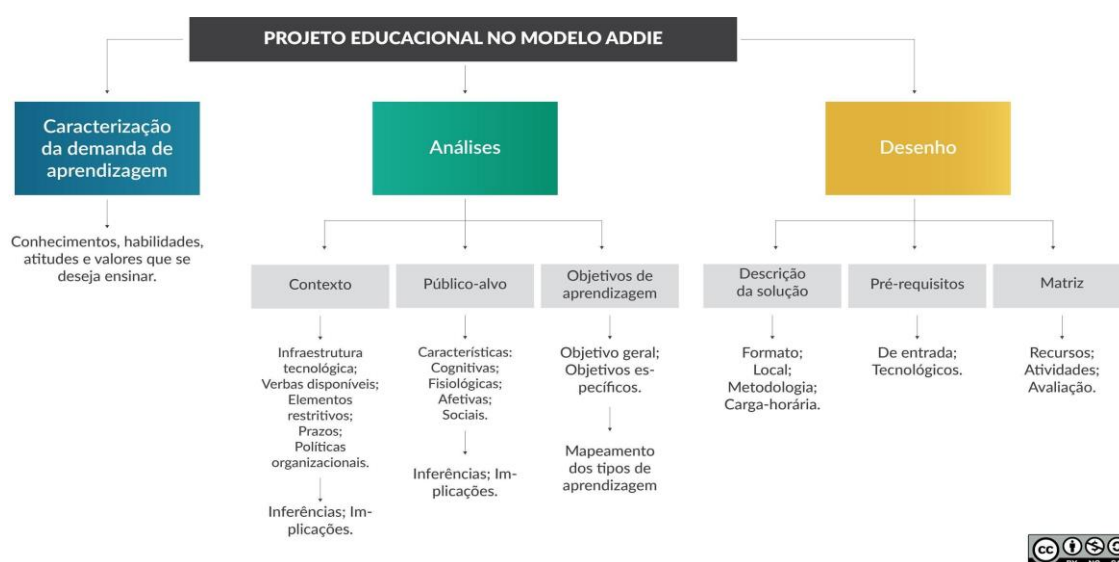 PROJETO EDUCACIONAL NO MODELO ADDIE
Caracterização
da demanda de
aprendizagem
Conhecimentos, habilidades,
atitudes e valores que se
deseja ensinar.
Análises
Contexto
Infraestrutura
tecnológica;
Verbas disponíveis;
Elementos
restritivos;
Prazos;
Políticas
organizacionais.
Inferências; Im-
plicações.
Público-alvo
Características:
Cognitivas;
Fisiológicas;
Afetivas;
Sociais.
Inferências; Im-
plicações.
Objetivos de
aprendizagem
Objetivo geral;
Objetivos es-
pecíficos.
Mapeamento
dos tipos de
aprendizagem
Desenho
Descrição
da solução
Formato;
Local;
Metodologia;
Carga-horária.
Pré-requisitos
De entrada;
Tecnológicos.
Matriz
Recursos;
Atividades;
Avaliação.
cc